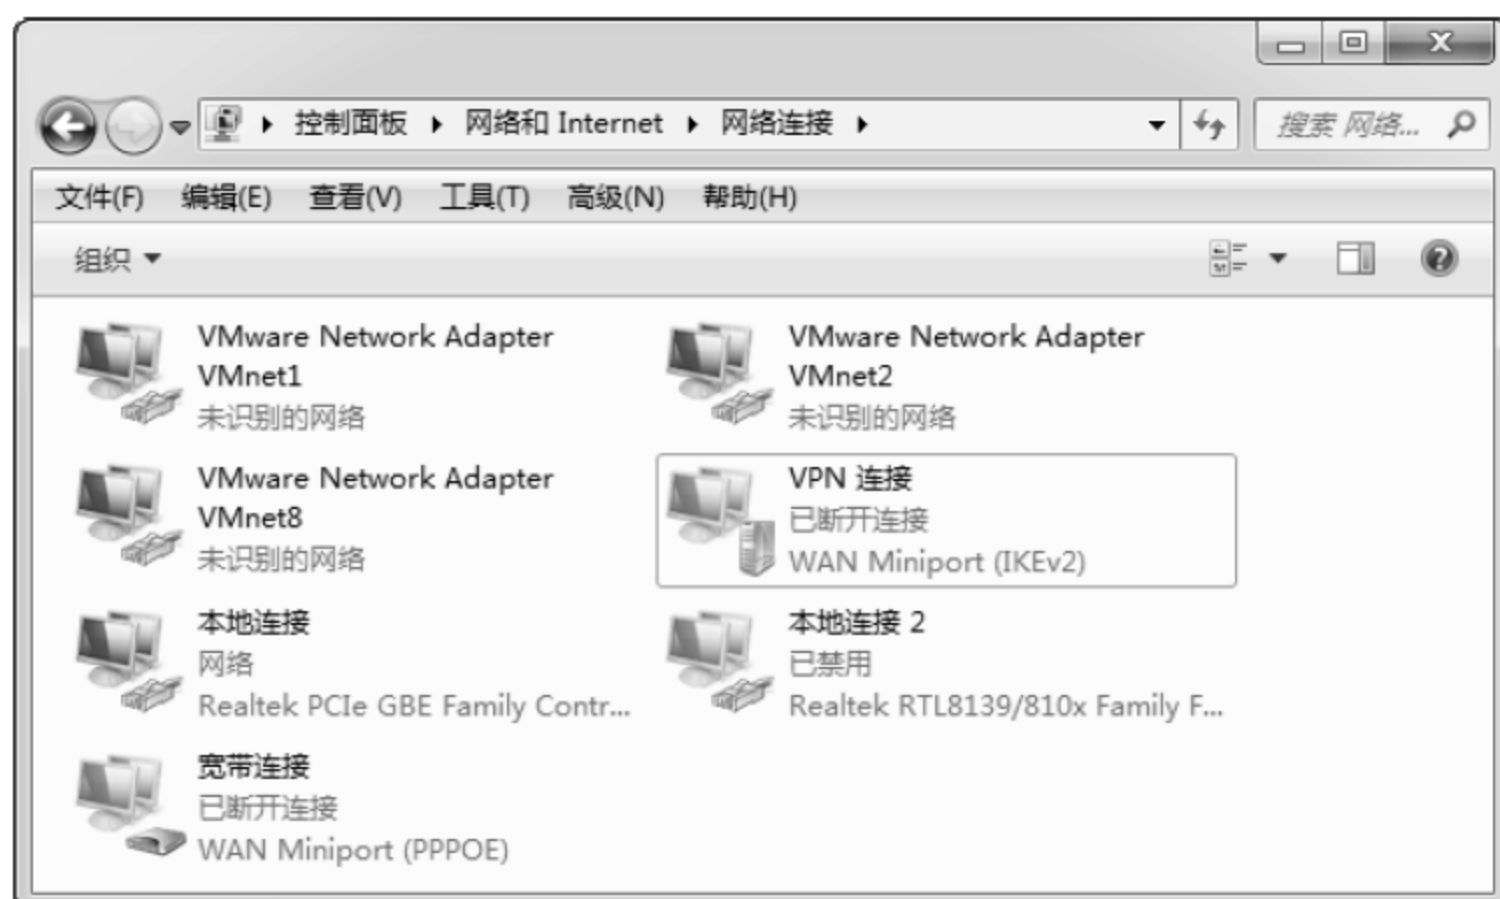 控制面板 网络和 Internet 网络连接
搜索 网络...
文件(F) 编辑(E) 查看(V) 工具(T) 高级(N) 帮助(H)
组织
VMware Network Adapter
VMnet1
未识别的网络
VMware Network Adapter
VMnet2
未识别的网络
VMware Network Adapter
VMnet8
未识别的网络
VPN 连接
已断开连接
WAN Miniport (IKEv2)
本地连接
网络
Realtek PCIe GBE Family Contr...
本地连接 2
已禁用
Realtek RTL8139/810x Family F...
宽带连接
已断开连接
WAN Miniport (PPPOE)